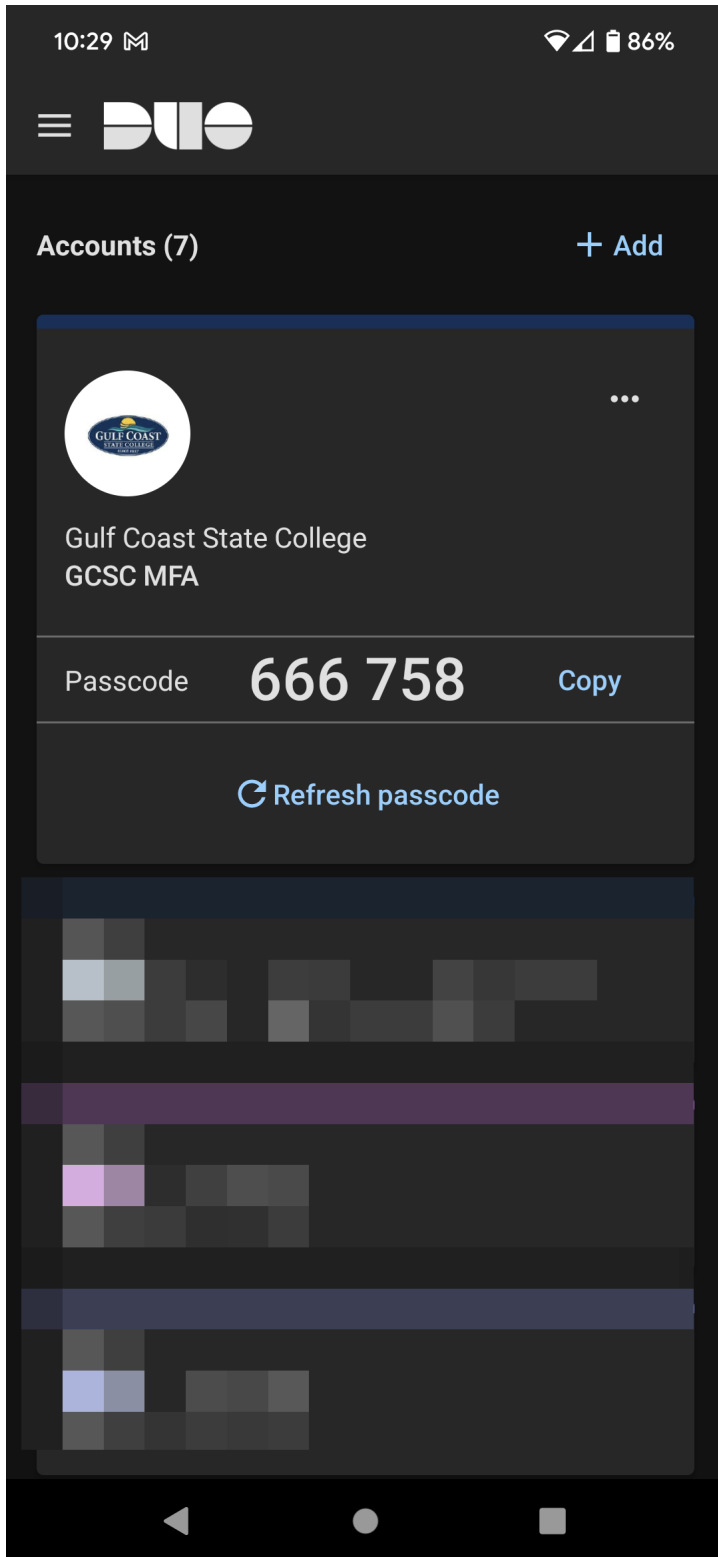 10:29 86%
DUO
Accounts (7) + Add
GULF COAST
STATE COLLEGE
Gulf Coast State College
GCSC MFA
Passcode 666 758 Copy
Refresh passcode